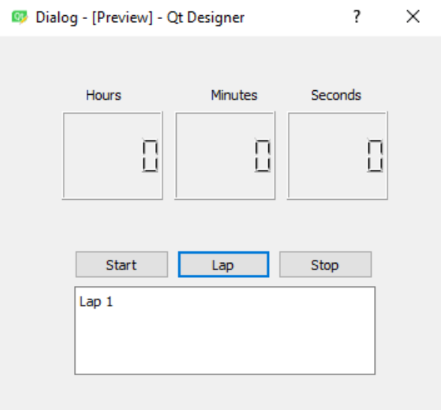 Dialog - [Preview] - Qt Designer ?
Hours Minutes Seconds
0 0 0
Start Lap Stop
Lap 1